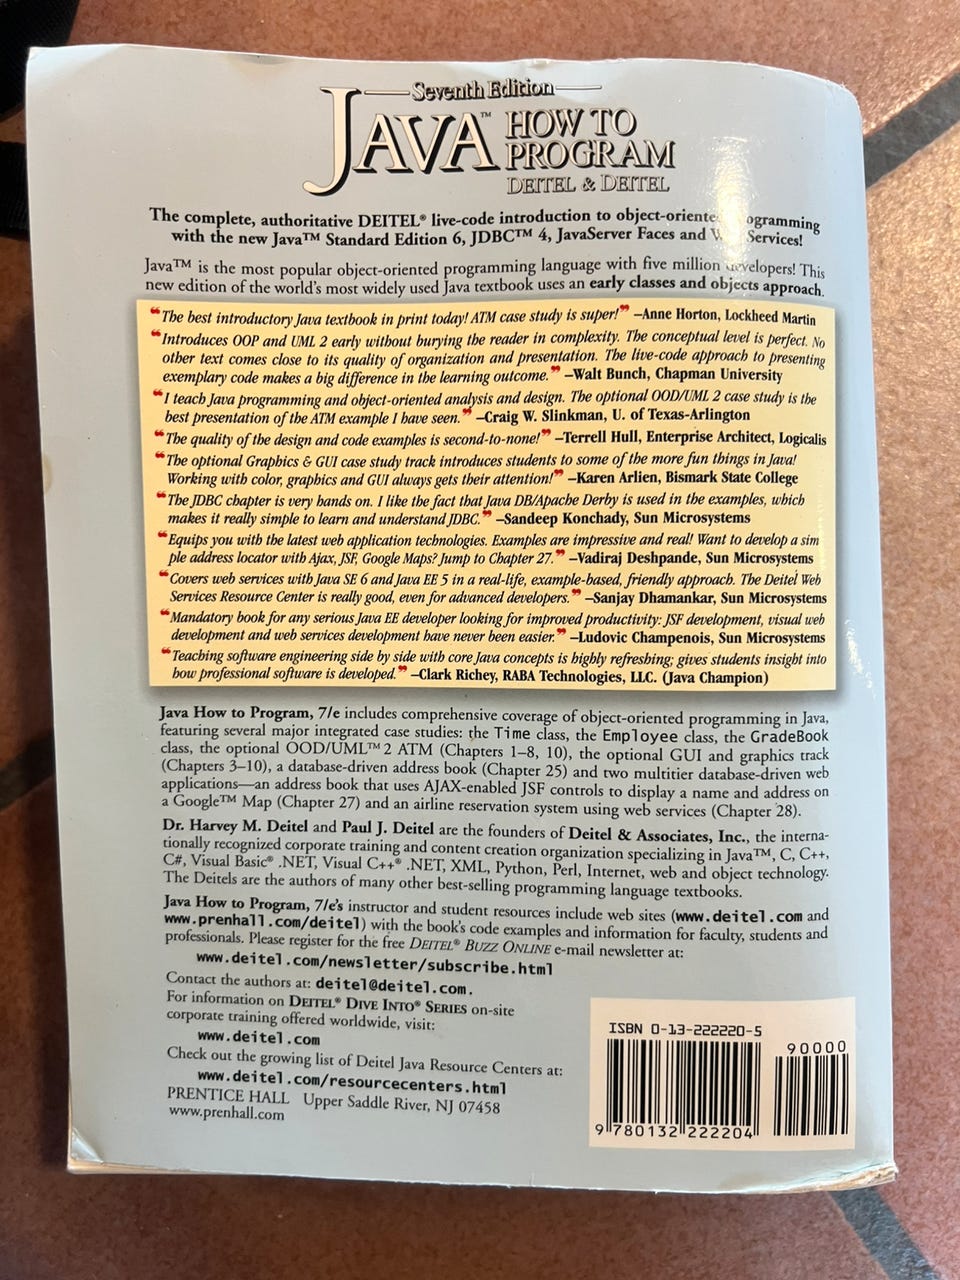 Seventh Edition
JAVA™ HOW TO
PROGRAM
DEITEL & DEITEL
The complete, authoritative DEITEL® live-code introduction to object-oriente ogramming
with the new Java™ Standard Edition 6, JDBC™ 4, JavaServer Faces and W Services!
Java™ is the most popular object-oriented programming language with five million developers! This
new edition of the world's most widely used Java textbook uses an early classes and objects approach.
"The best introductory Java textbook in print today! ATM case study is super!" –Anne Horton, Lockheed Martin
"Introduces OOP and UML 2 early without burying the reader in complexity. The conceptual level is perfect. No
other text comes close to its quality of organization and presentation. The live-code approach to presenting
exemplary code makes a big difference in the learning outcome." –Walt Bunch, Chapman University
"I teach Java programming and object-oriented analysis and design. The optional OOD/UML 2 case study is the
best presentation of the ATM example I have seen." –Craig W. Slinkman, U. of Texas-Arlington
"The quality of the design and code examples is second-to-none!" –Terrell Hull, Enterprise Architect, Logicalis
"The optional Graphics & GUI case study track introduces students to some of the more fun things in Java!
Working with color, graphics and GUI always gets their attention!" –Karen Arlien, Bismark State College
"The JDBC chapter is very hands on. I like the fact that Java DB/Apache Derby is used in the examples, which
makes it really simple to learn and understand JDBC." –Sandeep Konchady, Sun Microsystems
"Equips you with the latest web application technologies. Examples are impressive and real! Want to develop a sim
ple address locator with Ajax, JSF, Google Maps? Jump to Chapter 27." –Vadiraj Deshpande, Sun Microsystems
"Covers web services with Java SE 6 and Java EE 5 in a real-life, example-based, friendly approach. The Deitel Web
Services Resource Center is really good, even for advanced developers." –Sanjay Dhamankar, Sun Microsystems
"Mandatory book for any serious Java EE developer looking for improved productivity: JSF development, visual web
development and web services development have never been easier." –Ludovic Champenois, Sun Microsystems
"Teaching software engineering side by side with core Java concepts is highly refreshing; gives students insight into
how professional software is developed." –Clark Richey, RABA Technologies, LLC. (Java Champion)
Java How to Program, 7/e includes comprehensive coverage of object-oriented programming in Java,
featuring several major integrated case studies: the Time class, the Employee class, the GradeBook
class, the optional OOD/UML™ 2 ATM (Chapters 1–8, 10), the optional GUI and graphics track
(Chapters 3–10), a database-driven address book (Chapter 25) and two multitier database-driven web
applications—an address book that uses AJAX-enabled JSF controls to display a name and address on
a Google™ Map (Chapter 27) and an airline reservation system using web services (Chapter 28).
Dr. Harvey M. Deitel and Paul J. Deitel are the founders of Deitel & Associates, Inc., the interna-
tionally recognized corporate training and content creation organization specializing in Java™, C, C++,
C#, Visual Basic® .NET, Visual C++® .NET, XML, Python, Perl, Internet, web and object technology.
The Deitels are the authors of many other best-selling programming language textbooks.
Java How to Program, 7/e's instructor and student resources include web sites (www.deitel.com and
www.prenhall.com/deitel) with the book's code examples and information for faculty, students and
professionals. Please register for the free DEITEL® BUZZ ONLINE e-mail newsletter at:
www.deitel.com/newsletter/subscribe.html
Contact the authors at: deitel@deitel.com.
For information on DEITEL® DIVE INTO® SERIES on-site
corporate training offered worldwide, visit:
www.deitel.com
Check out the growing list of Deitel Java Resource Centers at:
www.deitel.com/resourcecenters.html
PRENTICE HALL Upper Saddle River, NJ 07458
www.prenhall.com
ISBN 0-13-222220-5
90000
9 780132 222204